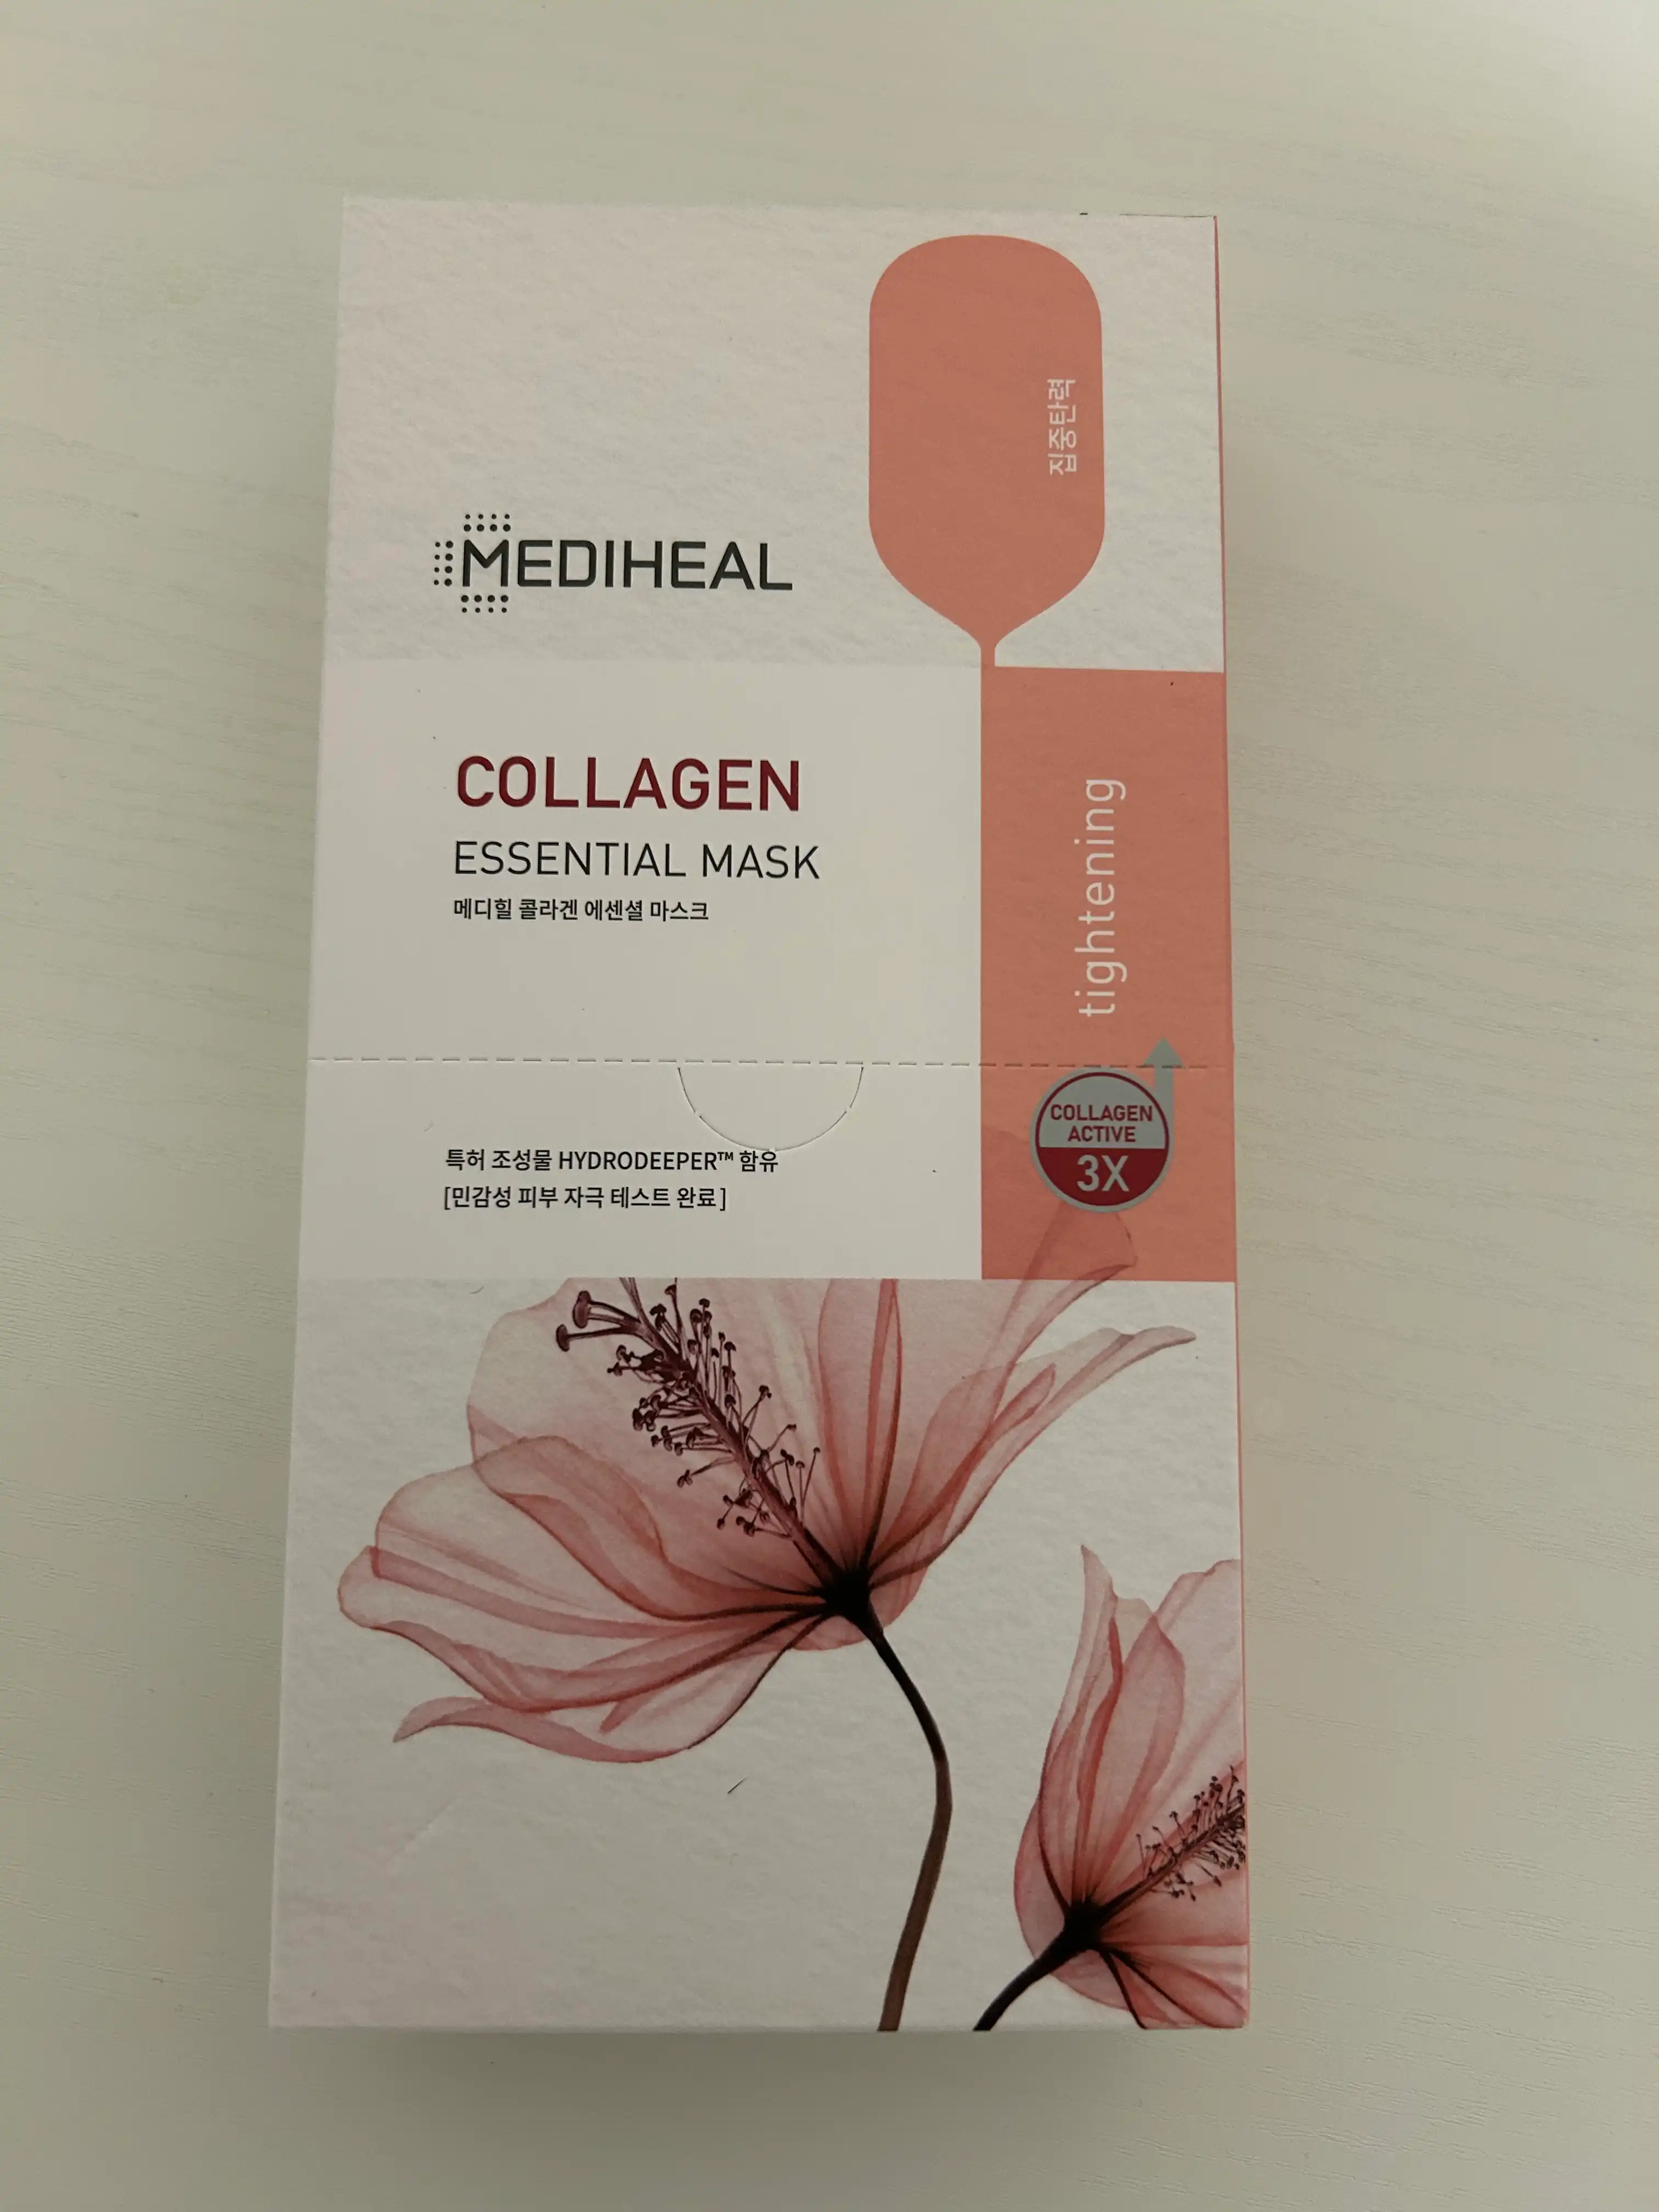 집중탄력
MEDIHEAL
COLLAGEN
ESSENTIAL MASK
메디힐 콜라겐 에센셜 마스크
tightening
COLLAGEN
ACTIVE
3X
특허 조성물 HYDRODEEPER™ 함유
[민감성 피부 자극 테스트 완료]